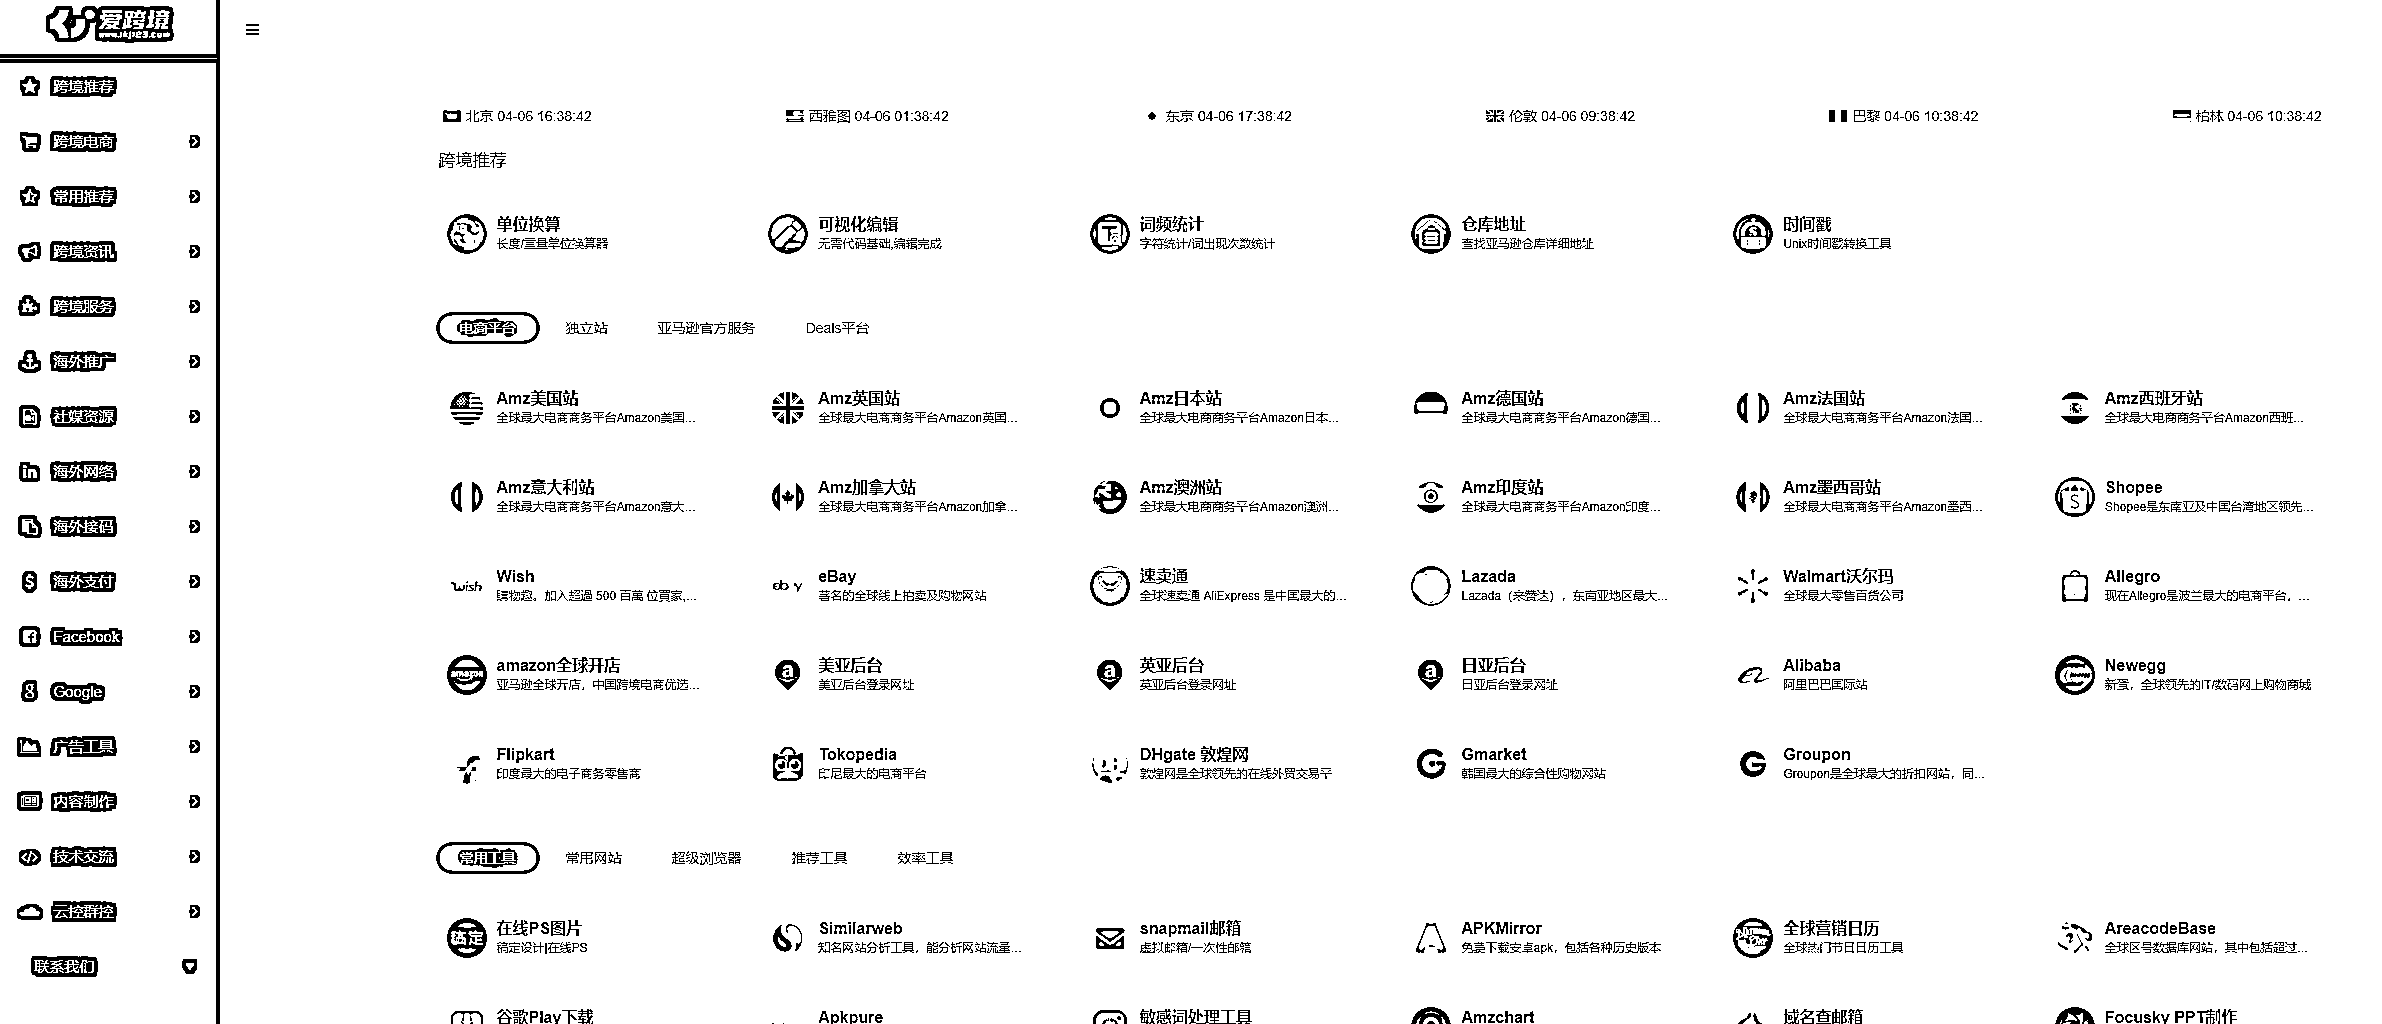 爱跨境
跨境推荐
跨境电商
常用推荐
跨境资讯
跨境服务
海外推广
社媒资源
海外网络
海外接码
海外支付
Facebook
Google
广告工具
内容制作
技术交流
云控群控
联系我们
北京 04-06 16:38:42
西雅图 04-06 01:38:42
东京 04-06 17:38:42
伦敦 04-06 09:38:42
巴黎 04-06 10:38:42
柏林 04-06 10:38:42
跨境推荐
单位换算
长度/重量单位换算器
可视化编辑
无需代码基础,编辑完成
词频统计
字符统计/词出现次数统计
仓库地址
查找亚马逊仓库详细地址
时间戳
Unix时间戳转换工具
电商平台 独立站 亚马逊官方服务 Deals平台
Amz美国站
全球最大电商商务平台Amazon美国...
Amz英国站
全球最大电商商务平台Amazon英国...
Amz日本站
全球最大电商商务平台Amazon日本...
Amz德国站
全球最大电商商务平台Amazon德国...
Amz法国站
全球最大电商商务平台Amazon法国...
Amz西班牙站
全球最大电商商务平台Amazon西班...
Amz意大利站
全球最大电商商务平台Amazon意大...
Amz加拿大站
全球最大电商商务平台Amazon加拿...
Amz澳洲站
全球最大电商商务平台Amazon澳洲...
Amz印度站
全球最大电商商务平台Amazon印度...
Amz墨西哥站
全球最大电商商务平台Amazon墨西...
Shopee
Shopee是东南亚及中国台湾地区领先...
Wish
购物趣。加入超過 500 百萬 位買家,...
eBay
著名的全球线上拍卖及购物网站
速卖通
全球速卖通 AliExpress 是中国最大的...
Lazada
Lazada（来赞达），东南亚地区最大...
Walmart沃尔玛
全球最大零售百货公司
Allegro
现在Allegro是波兰最大的电商平台，...
amazon全球开店
亚马逊全球开店，中国跨境电商优选...
美亚后台
美亚后台登录网址
英亚后台
英亚后台登录网址
日亚后台
日亚后台登录网址
Alibaba
阿里巴巴国际站
Newegg
新蛋，全球领先的IT/数码网上购物商城
Flipkart
印度最大的电子商务零售商
Tokopedia
印尼最大的电商平台
DHgate 敦煌网
敦煌网是全球领先的在线外贸交易平
Gmarket
韩国最大的综合性购物网站
Groupon
Groupon是全球最大的折扣网站，同...
常用工具 常用网站 超级浏览器 推荐工具 效率工具
在线PS图片
稿定设计|在线PS
Similarweb
知名网站分析工具，能分析网站流量...
snapmail邮箱
虚拟邮箱/一次性邮箱
APKMirror
免费下载安卓apk，包括各种历史版本
全球营销日历
全球热门节日日历工具
AreacodeBase
全球区号数据库网站，其中包括超过...
谷歌Play下载
Apkpure
敏感词处理工具
Amzchart
域名查邮箱
Focusky PPT制作